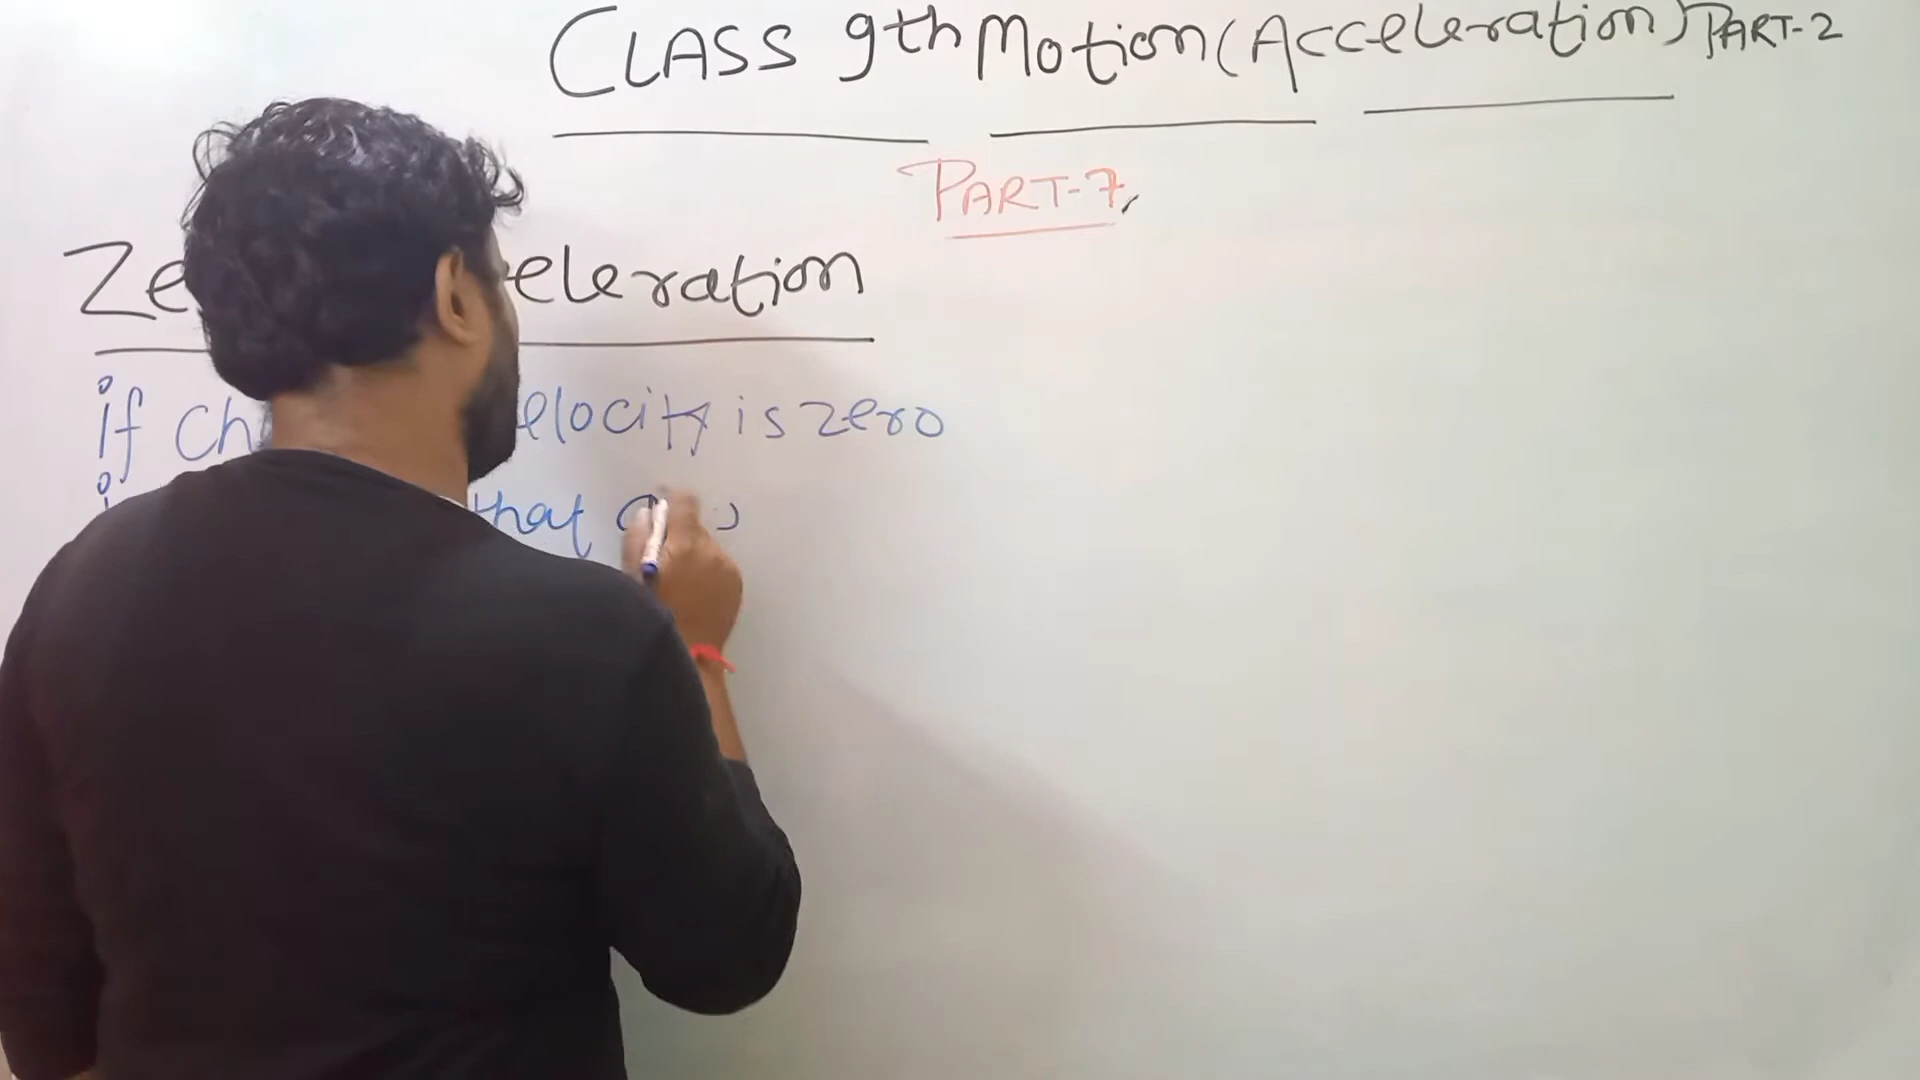 CLASS 9th Motion (Acceleration) PART-2
PART-7,
Ze eleration
if Ch elocity is zero
that